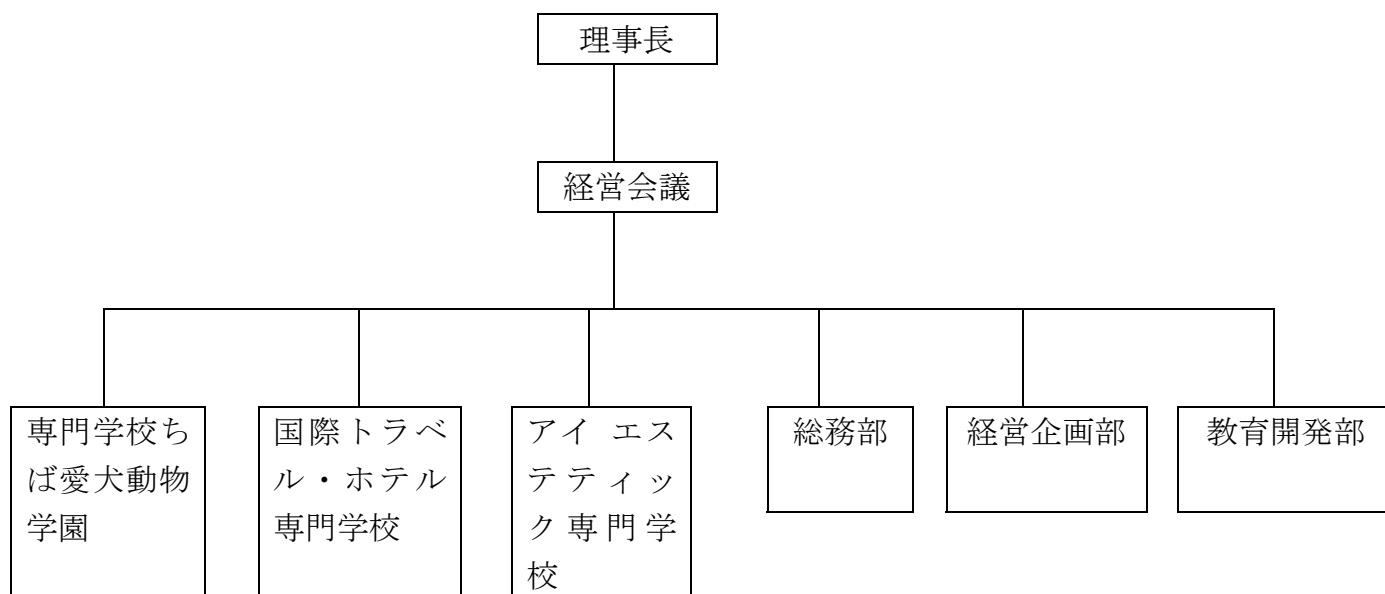 理事長
経営会議
専門学校ち
ば愛犬動物
学園
国際トラベ
ル・ホテル
専門学校
アイ エス
テティッ
ク専門学
校
総務部
経営企画部
教育開発部